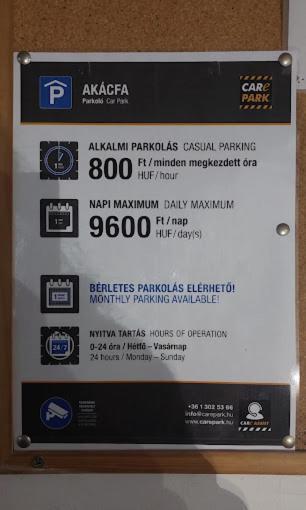 P
AKÁCFA
Parkoló Car Park
CARe
PARK
ALKALMI PARKOLÁS CASUAL PARKING
800 Ft / minden megkezdett óra
HUF / hour
NAPI MAXIMUM DAILY MAXIMUM
9600 Ft / nap
HUF / day(s)
BÉRLETES PARKOLÁS ELÉRHETŐ!
MONTHLY PARKING AVAILABLE!
NYITVA TARTÁS HOURS OF OPERATION
24/7
0-24 óra / Hétfő – Vasárnap
24 hours / Monday – Sunday
+36 1 302 53 66
info@carepark.hu
www.carepark.hu
CARe ASSIST